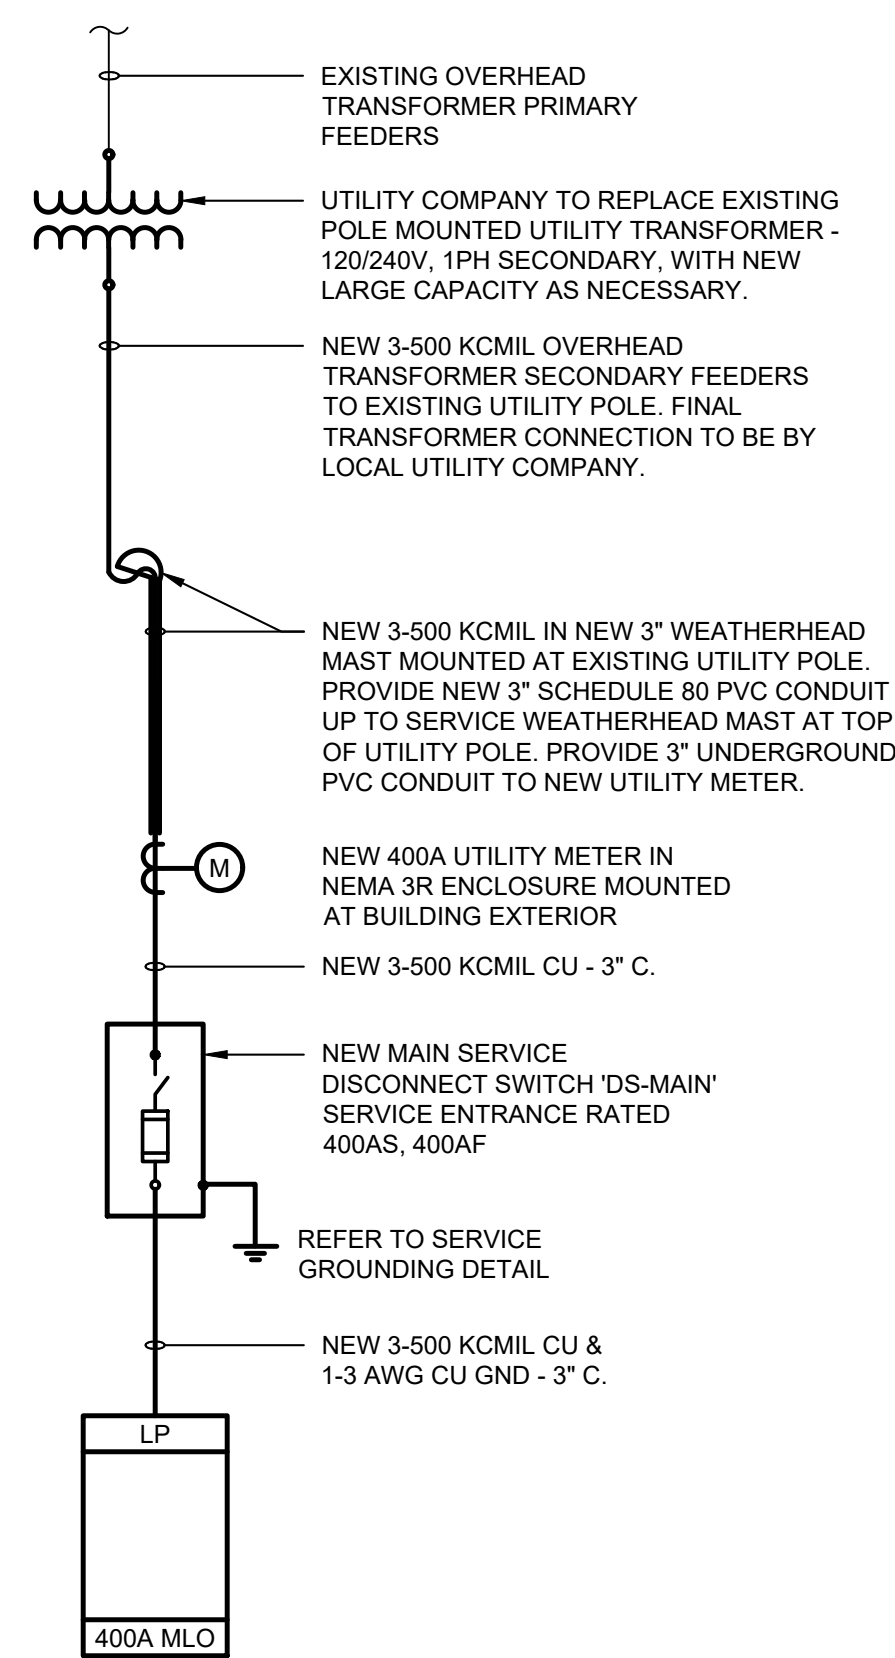 EXISTING OVERHEAD
TRANSFORMER PRIMARY
FEEDERS
UTILITY COMPANY TO REPLACE EXISTING
POLE MOUNTED UTILITY TRANSFORMER -
120/240V, 1PH SECONDARY, WITH NEW
LARGE CAPACITY AS NECESSARY.
NEW 3-500 KCMIL OVERHEAD
TRANSFORMER SECONDARY FEEDERS
TO EXISTING UTILITY POLE. FINAL
TRANSFORMER CONNECTION TO BE BY
LOCAL UTILITY COMPANY.
NEW 3-500 KCMIL IN NEW 3" WEATHERHEAD
MAST MOUNTED AT EXISTING UTILITY POLE.
PROVIDE NEW 3" SCHEDULE 80 PVC CONDUIT
UP TO SERVICE WEATHERHEAD MAST AT TOP
OF UTILITY POLE. PROVIDE 3" UNDERGROUND
PVC CONDUIT TO NEW UTILITY METER.
M
NEW 400A UTILITY METER IN
NEMA 3R ENCLOSURE MOUNTED
AT BUILDING EXTERIOR
NEW 3-500 KCMIL CU - 3" C.
NEW MAIN SERVICE
DISCONNECT SWITCH 'DS-MAIN'
SERVICE ENTRANCE RATED
400AS, 400AF
REFER TO SERVICE
GROUNDING DETAIL
NEW 3-500 KCMIL CU &
1-3 AWG CU GND - 3" C.
LP
400A MLO